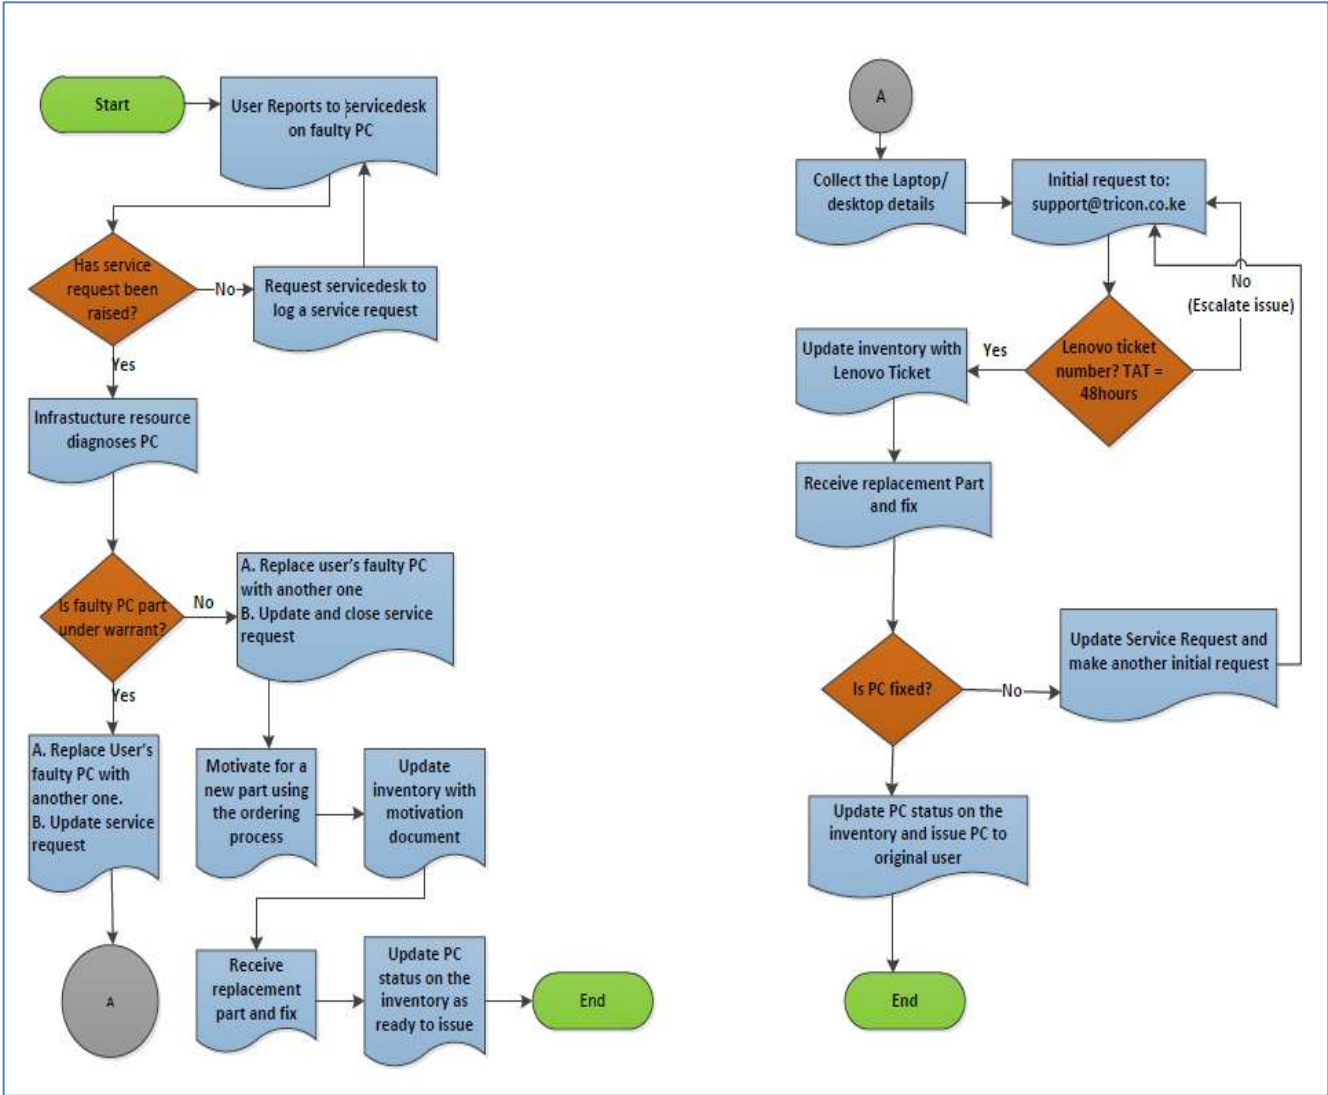 Start
User Reports to servicedesk
on faulty PC
Has service
request been
raised?
No
Request servicedesk to
log a service request
Yes
Infrastucture resource
diagnoses PC
Is faulty PC part
under warrant?
No
A. Replace user's faulty PC
with another one
B. Update and close service
request
Yes
A. Replace User's
faulty PC with
another one.
B. Update service
request
Motivate for a
new part using
the ordering
process
Update
inventory with
motivation
document
A
Receive
replacement
part and fix
Update PC
status on the
inventory as
ready to issue
End
A
Collect the Laptop/
desktop details
Initial request to:
support@tricon.co.ke
No
(Escalate issue)
Lenovo ticket
number? TAT =
48hours
Yes
Update inventory with
Lenovo Ticket
Receive replacement Part
and fix
Is PC fixed?
No
Update Service Request and
make another initial request
Update PC status on the
inventory and issue PC to
original user
End